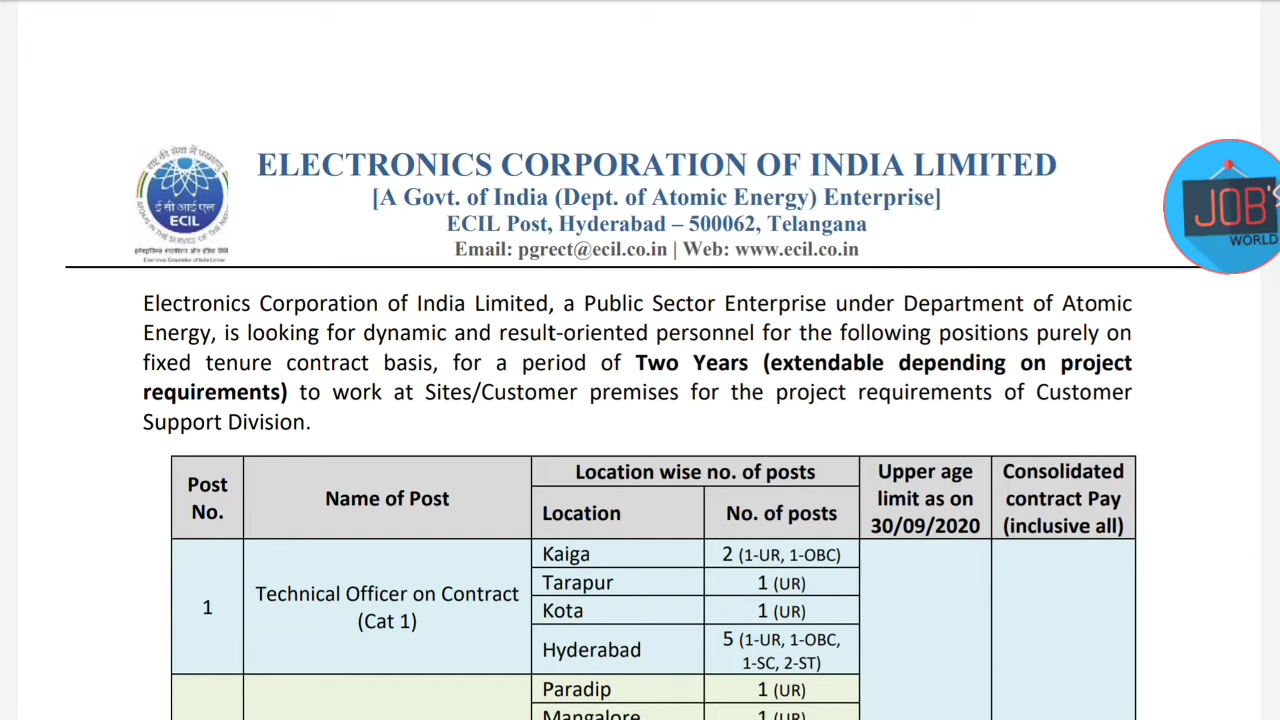 ELECTRONICS CORPORATION OF INDIA LIMITED
[A Govt. of India (Dept. of Atomic Energy) Enterprise]
ECIL Post, Hyderabad – 500062, Telangana
Email: pgrect@ecil.co.in | Web: www.ecil.co.in
ई सी आई एल
ECIL
JOB'S
WORLD
Electronics Corporation of India Limited, a Public Sector Enterprise under Department of Atomic
Energy, is looking for dynamic and result-oriented personnel for the following positions purely on
fixed tenure contract basis, for a period of Two Years (extendable depending on project
requirements) to work at Sites/Customer premises for the project requirements of Customer
Support Division.
Post No.
Name of Post
Location wise no. of posts
Location
No. of posts
Upper age limit as on 30/09/2020
Consolidated contract Pay (inclusive all)
1
Technical Officer on Contract
(Cat 1)
Kaiga 2 (1-UR, 1-OBC)
Tarapur 1 (UR)
Kota 1 (UR)
Hyderabad 5 (1-UR, 1-OBC,
1-SC, 2-ST)
Paradip 1 (UR)
Mangalore 1 (UR)